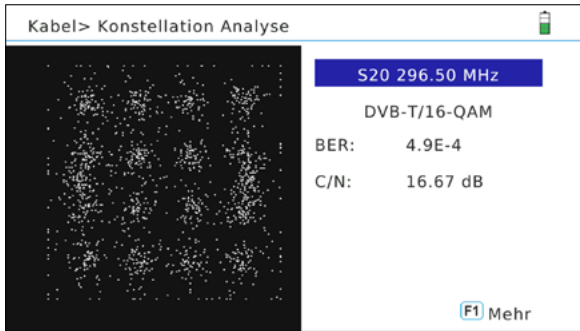 Kabel> Konstellation Analyse
S20 296.50 MHz
DVB-T/16-QAM
BER: 4.9E-4
C/N: 16.67 dB
F1 Mehr